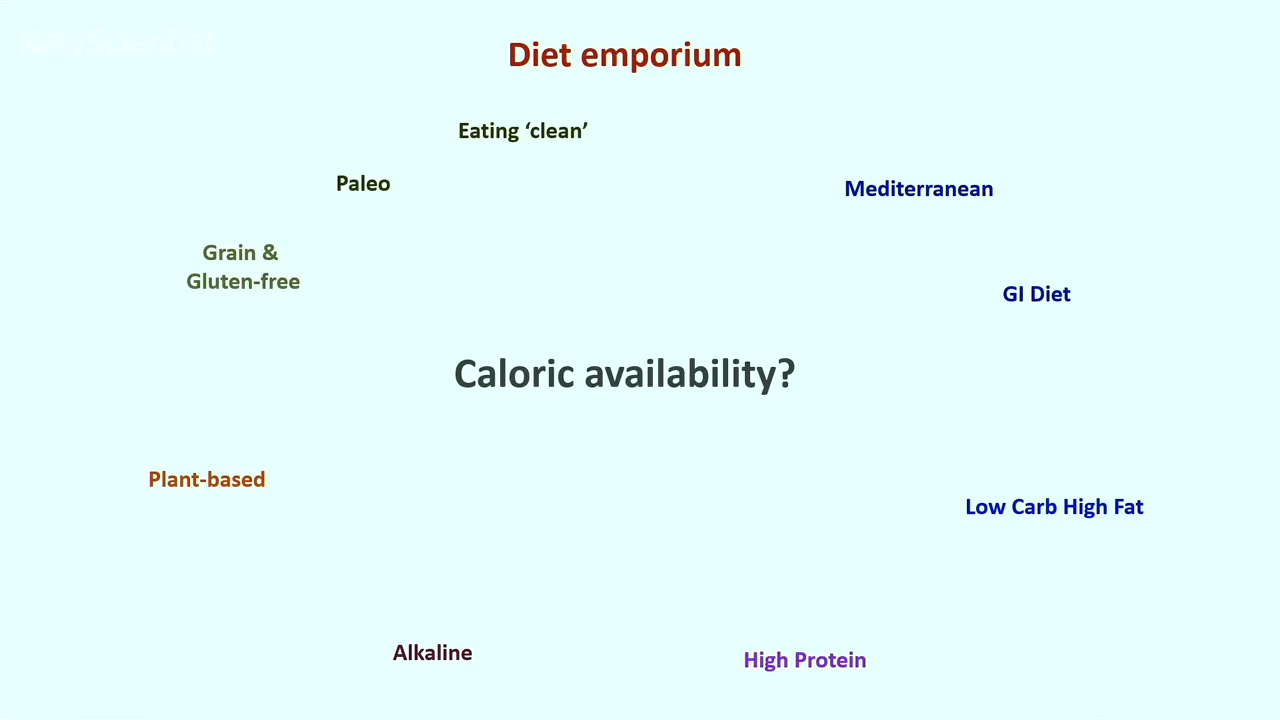 NewScientist
Diet emporium
Eating ‘clean’
Paleo
Mediterranean
Grain &
Gluten-free
GI Diet
Caloric availability?
Plant-based
Low Carb High Fat
Alkaline
High Protein